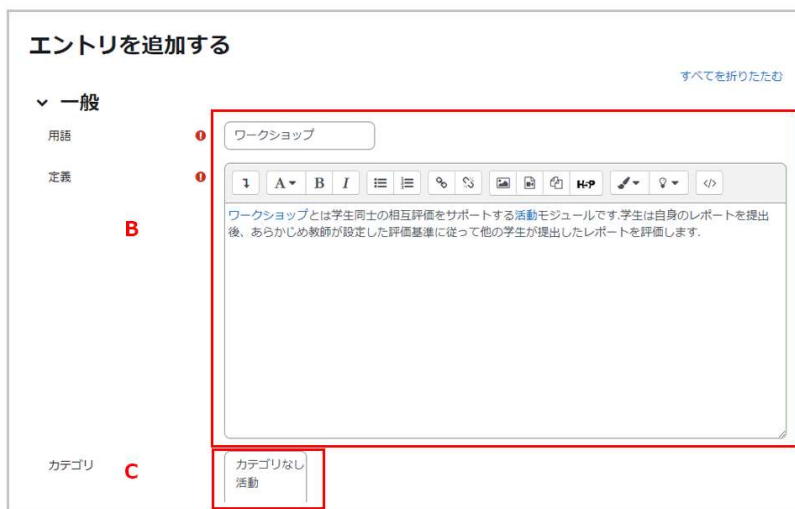 エントリを追加する
すべてを折りたたむ
一般
用語
ワークショップ
定義
A B I H-P </>
B
ワークショップとは学生同士の相互評価をサポートする活動モジュールです.学生は自身のレポートを提出
後、あらかじめ教師が設定した評価基準に従って他の学生が提出したレポートを評価します.
カテゴリ
C
カテゴリなし
活動